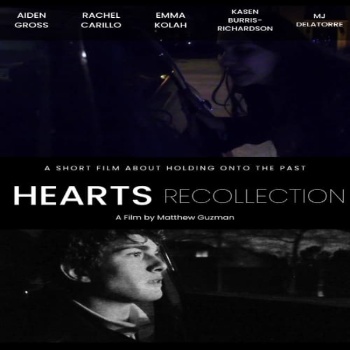 AIDEN GROSS
RACHEL CARILLO
EMMA KOLAH
KASEN BURRIS-RICHARDSON
MJ DELATORRE
A SHORT FILM ABOUT HOLDING ONTO THE PAST
HEARTS RECOLLECTION
A Film by Matthew Guzman